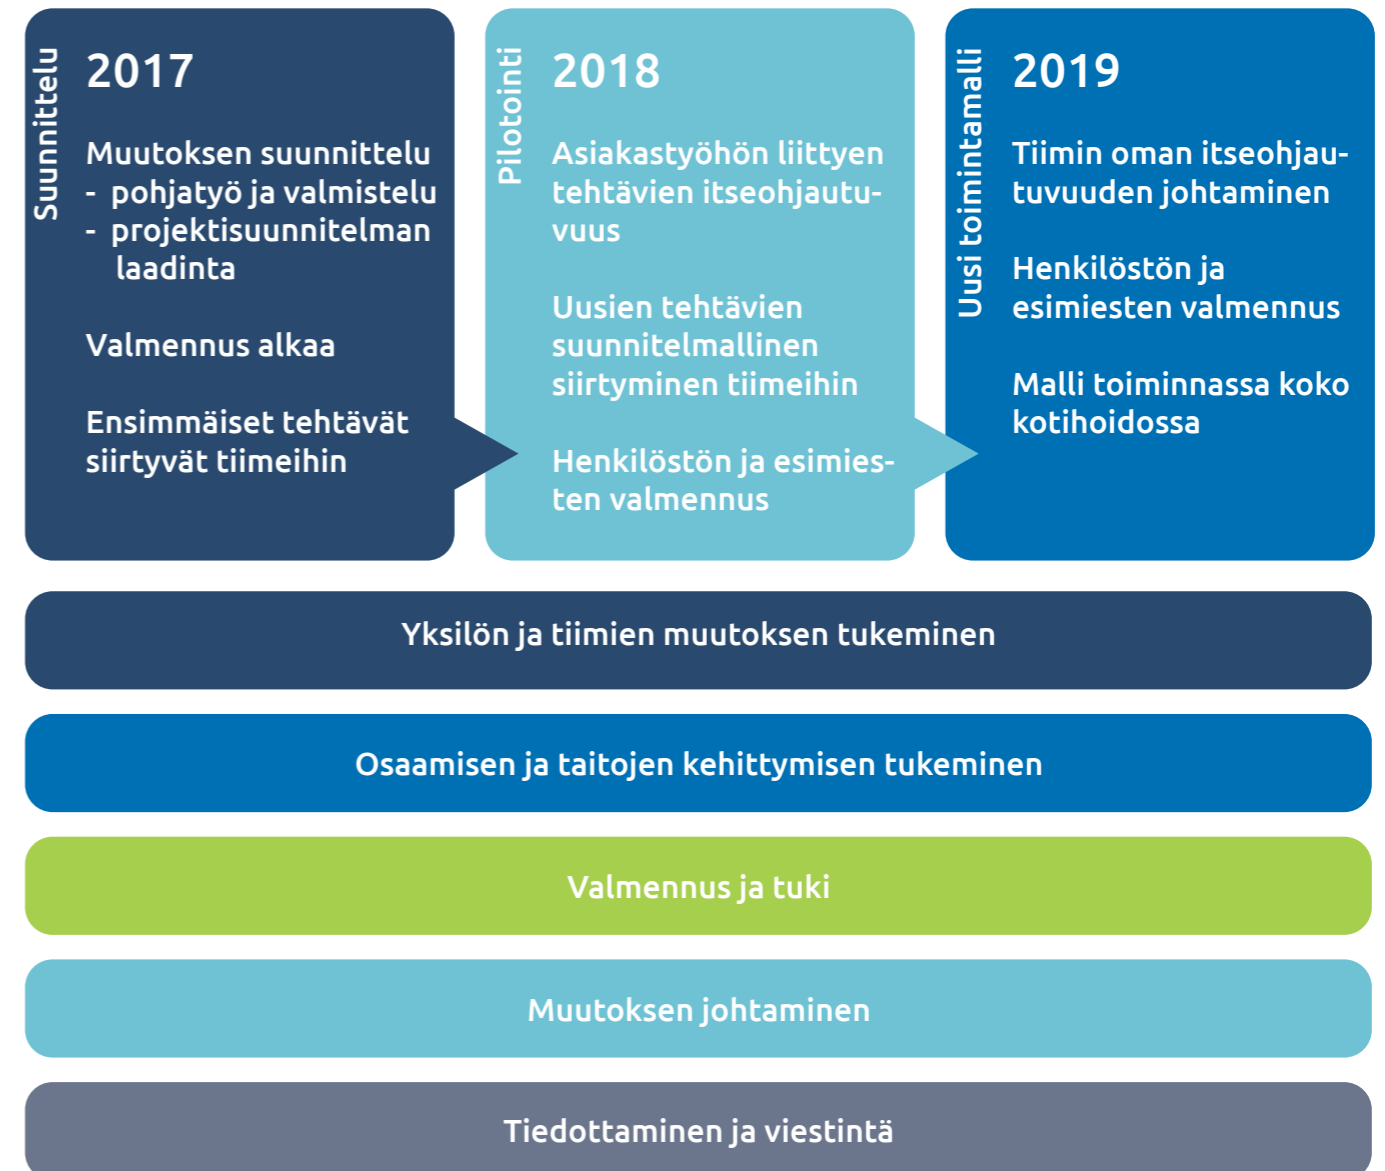 Suunnittelu
2017
Muutoksen suunnittelu
- pohjatyö ja valmistelu
- projektisuunnitelman
laadinta
Valmennus alkaa
Ensimmäiset tehtävät
siirtyvät tiimeihin
Pilotointi
2018
Asiakastyöhön liittyen
tehtävien itseohjautu-
vuus
Uusien tehtävien
suunnitelmallinen
siirtyminen tiimeihin
Henkilöstön ja esimies-
ten valmennus
Uusi toimintamalli
2019
Tiimin oman itseohjau-
tuvuuden johtaminen
Henkilöstön ja
esimiesten valmennus
Malli toiminnassa koko
kotihoidossa
Yksilön ja tiimien muutoksen tukeminen
Osaamisen ja taitojen kehittymisen tukeminen
Valmennus ja tuki
Muutoksen johtaminen
Tiedottaminen ja viestintä